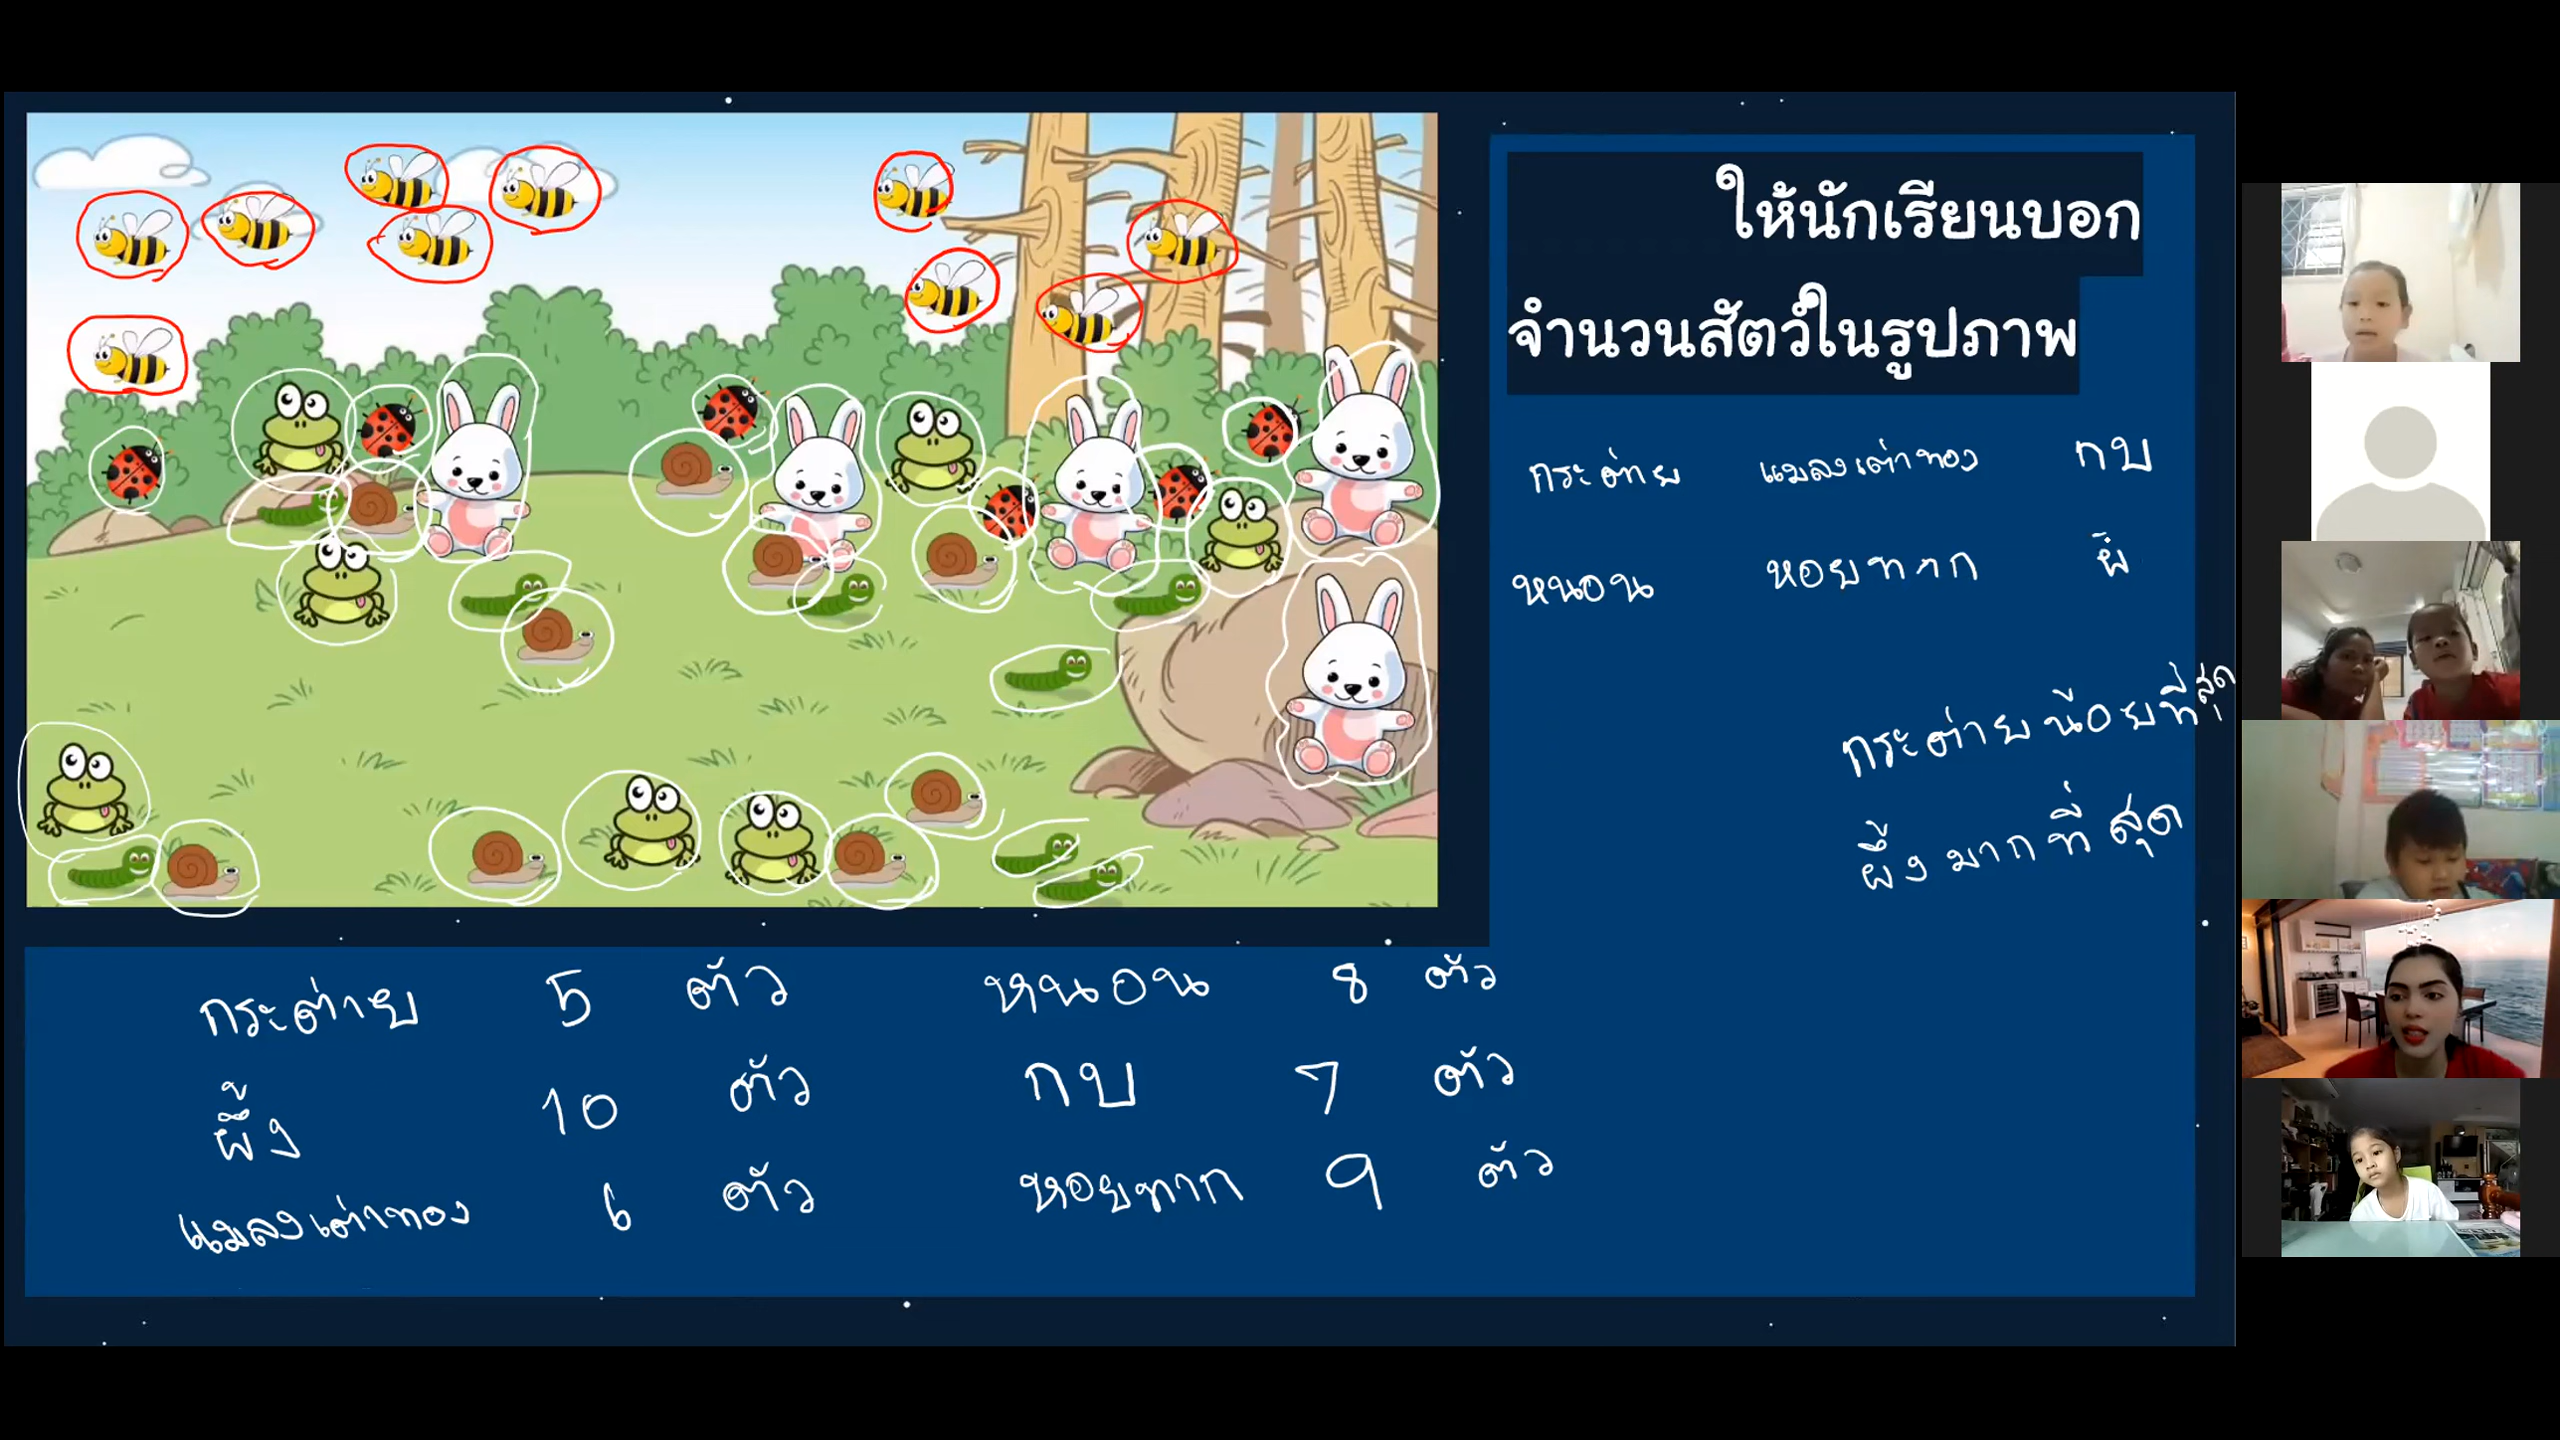 ให้นักเรียนบอก
จำนวนสัตว์ในรูปภาพ
กระต่าย แมลงเต่าทอง กบ
หนอน หอยทาก
กระต่ายน้อยที่สุด
ผึ้งมากที่สุด
กระต่าย 5 ตัว หนอน 8 ตัว
ผึ้ง 10 ตัว กบ 7 ตัว
แมลงเต่าทอง 6 ตัว หอยทาก 9 ตัว